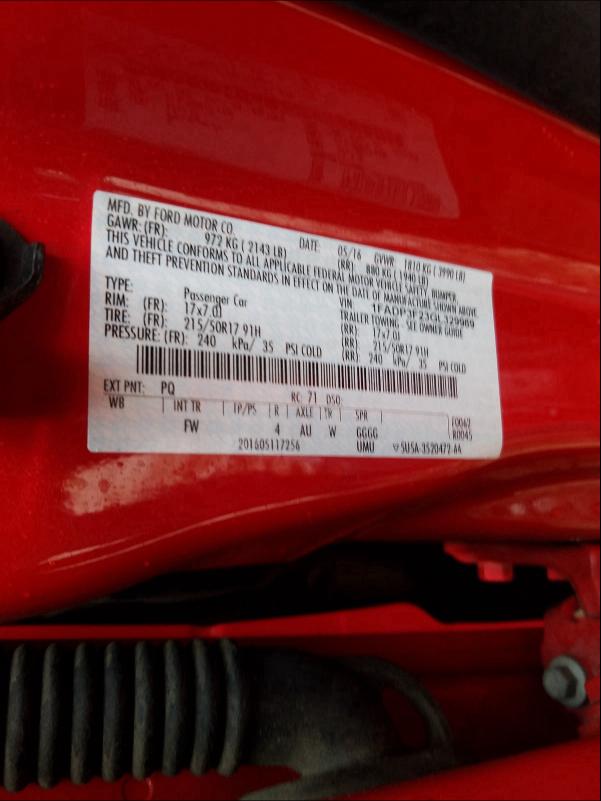 MFD. BY FORD MOTOR CO.
DATE: 05/16 GVWR: 1810 KG ( 3990 LB)
GAWR: (FR): 972 KG ( 2143 LB) (RR): 880 KG ( 1940 LB)
THIS VEHICLE CONFORMS TO ALL APPLICABLE FEDERAL MOTOR VEHICLE SAFETY, BUMPER,
AND THEFT PREVENTION STANDARDS IN EFFECT ON THE DATE OF MANUFACTURE SHOWN ABOVE.
VIN: 1FADP3F23GL329969
TYPE: Passenger Car TRAILER TOWING - SEE OWNER GUIDE
RIM: (FR): 17x7.0J (RR): 17x7.0J
TIRE: (FR): 215/50R17 91H (RR): 215/50R17 91H
PRESSURE: (FR): 240 kPa/ 35 PSI COLD (RR): 240 kPa/ 35 PSI COLD
EXT PNT: PQ RC: 71 DSO:
WB INT TR TP/PS R AXLE TR SPR F0042
FW 4 AU W GGGG R0045
201605117256 UMU 5U5A-3520472-AA